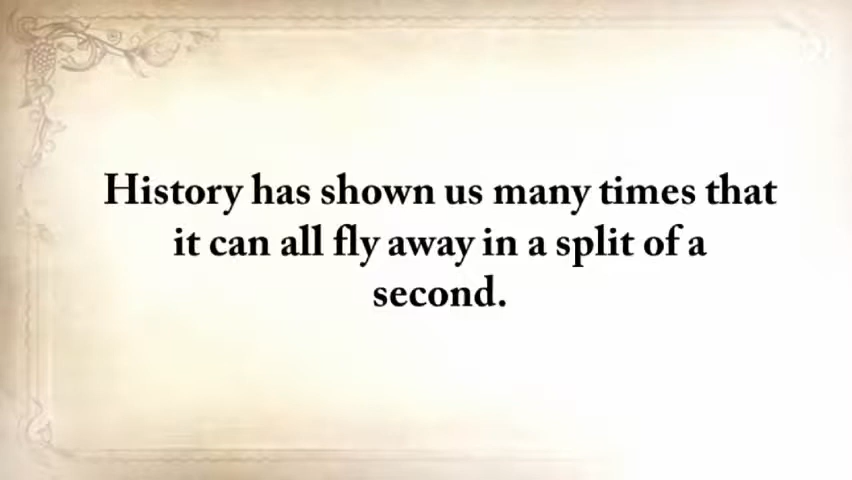 History has shown us many times that
it can all fly away in a split of a
second.